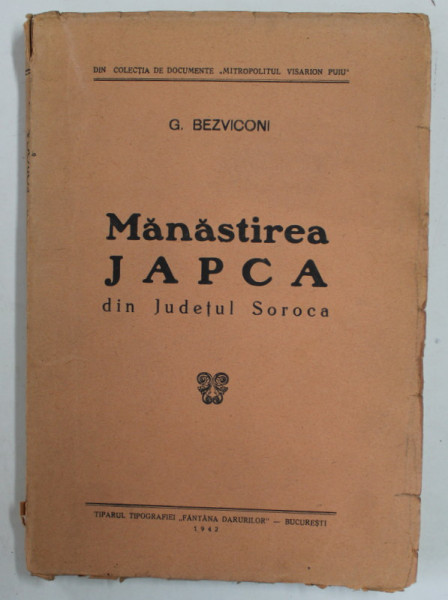 DIN COLECȚIA DE DOCUMENTE „MITROPOLITUL VISARION PUIU"
G. BEZVICONI
Mănăstirea
JAPCA
din Județul Soroca
TIPARUL TIPOGRAFIEI „FÂNTÂNA DARURILOR" — BUCUREȘTI
1942